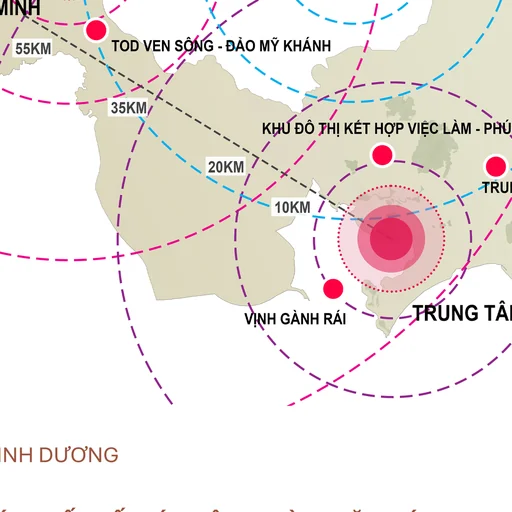 MINH
55KM
TOD VEN SÔNG - ĐẢO MỸ KHÁNH
35KM
KHU ĐÔ THỊ KẾT HỢP VIỆC LÀM - PHÚ
20KM
TRU
10KM
VỊNH GÀNH RÁI
TRUNG TÂ
INH DƯƠNG